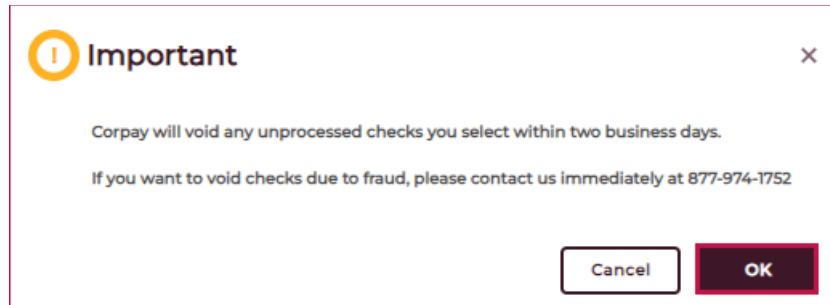 ! Important
×
Corpay will void any unprocessed checks you select within two business days.
If you want to void checks due to fraud, please contact us immediately at 877-974-1752
Cancel
OK